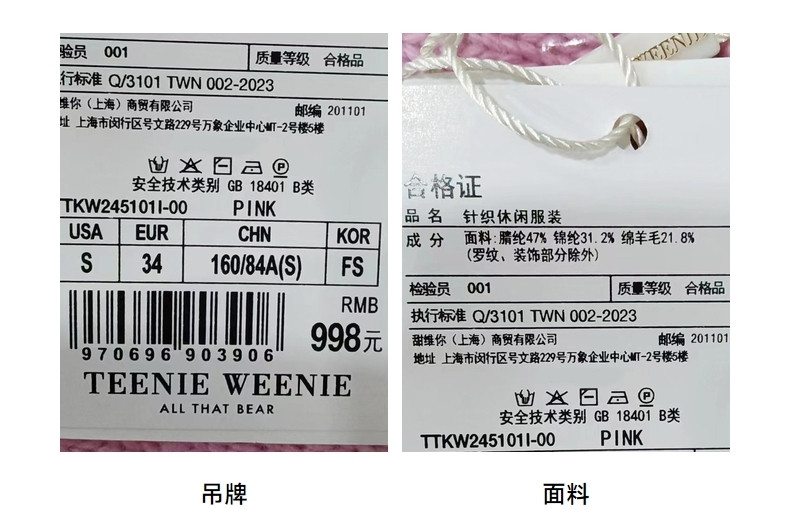 验员 001
质量等级 合格品
行标准 Q/3101 TWN 002-2023
维你（上海）商贸有限公司
邮编 201101
址 上海市闵行区号文路229号万象企业中心MT-2号楼5楼
安全技术类别 GB 18401 B类
TTKW245101I-00 PINK
USA EUR CHN KOR
S 34 160/84A(S) FS
RMB
998元
970696 903906
TEENIE WEENIE
ALL THAT BEAR
吊牌
WEENIE
合格证
品名 针织休闲服装
成分 面料:腈纶47% 锦纶31.2% 绵羊毛21.8%
(罗纹、装饰部分除外)
检验员 001
质量等级 合格品
执行标准 Q/3101 TWN 002-2023
甜维你（上海）商贸有限公司
邮编 201101
地址 上海市闵行区号文路229号万象企业中心MT-2号楼5楼
安全技术类别 GB 18401 B类
TTKW245101I-00 PINK
面料